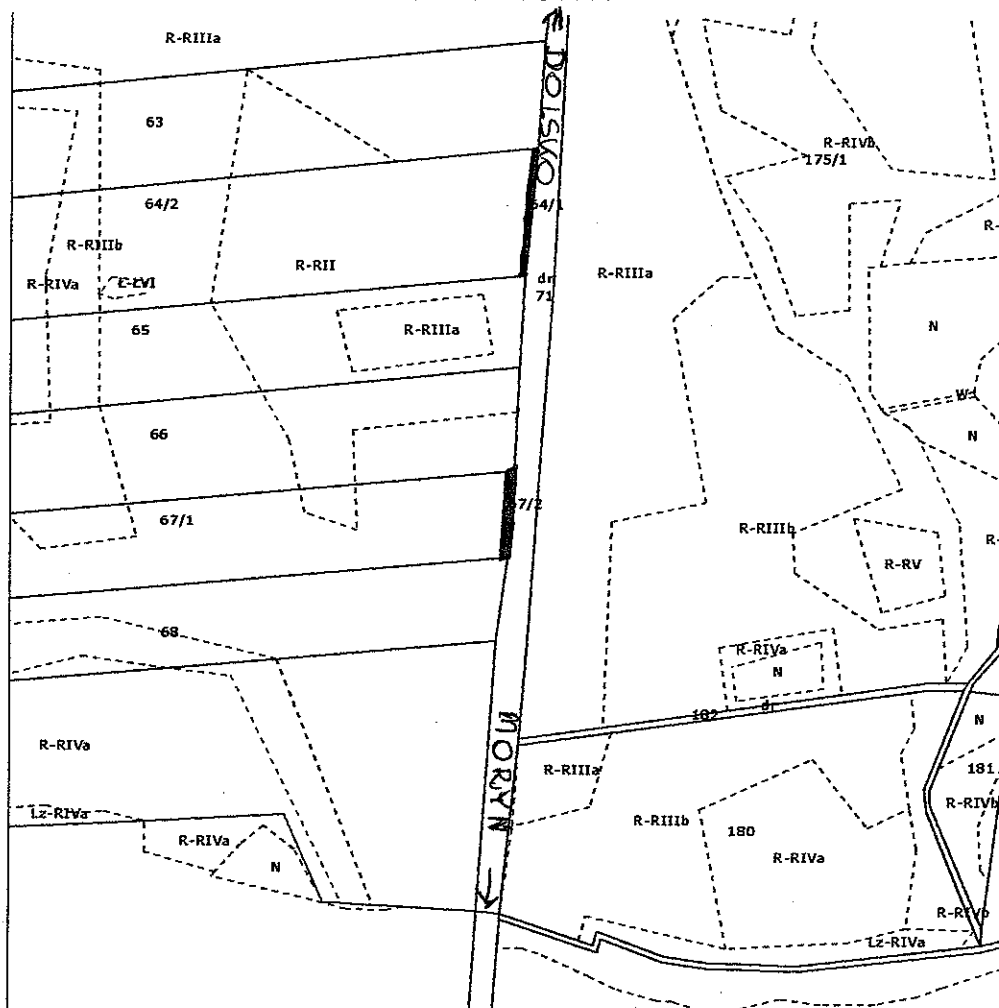 R-RIIIa
DOLSKO
63
R-RIVb
175/1
64/2
64/1
R-RIIIb
R-
R-RII
R-RIIIa
R-RIVa
Ł-ŁVI
dr
71
65
R-RIIIa
N
W-
66
N
67/1
7/2
R-RIIIb
R-
R-RV
68
R-RIVa
N
182
dr
MORYŃ
N
R-RIVa
R-RIIIa
181
Lz-RIVa
R-RIVb
R-RIIIb
180
R-RIVa
N
R-RIVa
R-RIVb
Lz-RIVa